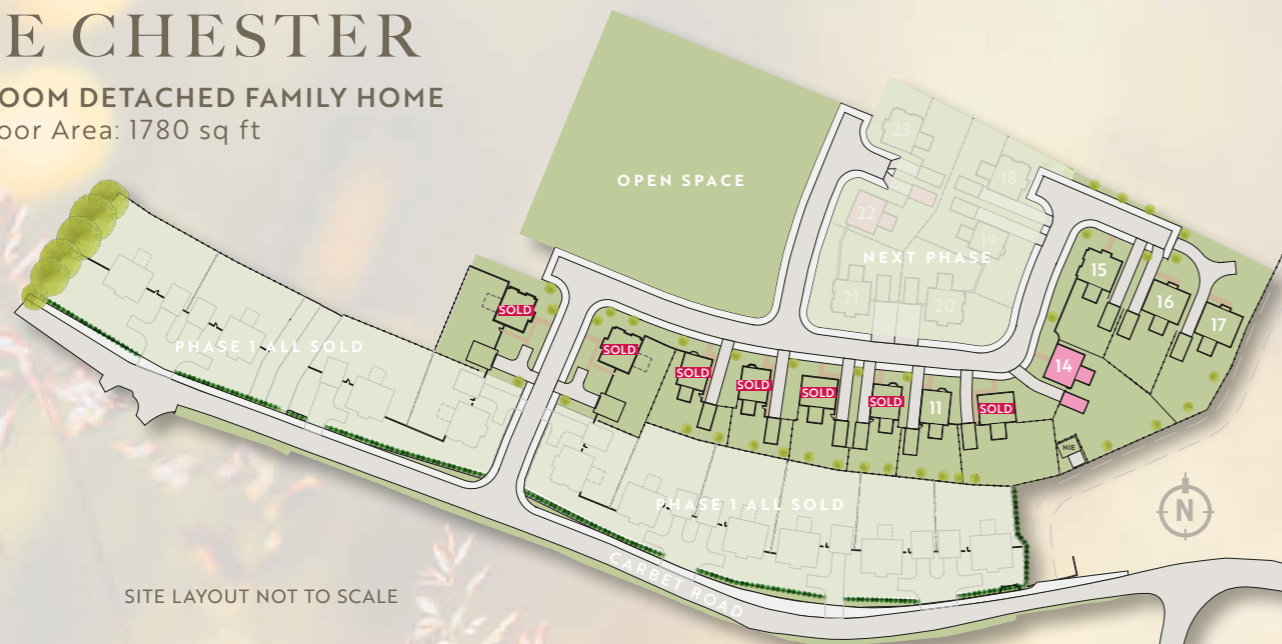 E CHESTER
OOM DETACHED FAMILY HOME
oor Area: 1780 sq ft
OPEN SPACE
23
18
22
19
NEXT PHASE
21
20
15
16
17
14
11
SOLD
SOLD
SOLD
SOLD
SOLD
SOLD
SOLD
NIE
PHASE 1 ALL SOLD
PHASE 1 ALL SOLD
CARBET ROAD
N
SITE LAYOUT NOT TO SCALE